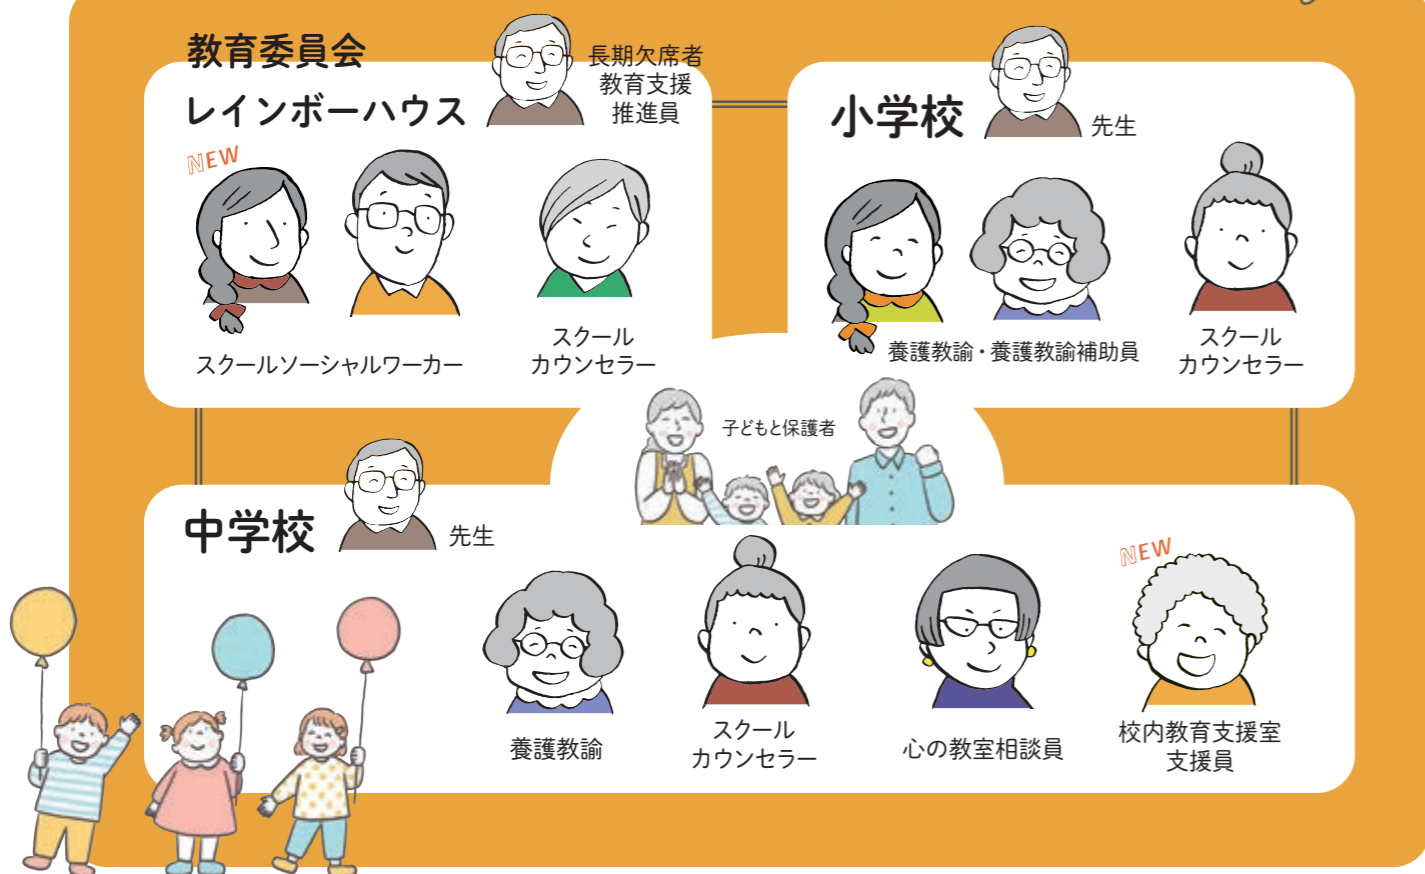 教育委員会
レインボーハウス
長期欠席者
教育支援
推進員
NEW
スクールソーシャルワーカー
スクール
カウンセラー
小学校
先生
養護教諭・養護教諭補助員
スクール
カウンセラー
子どもと保護者
中学校
先生
養護教諭
スクール
カウンセラー
心の教室相談員
NEW
校内教育支援室
支援員